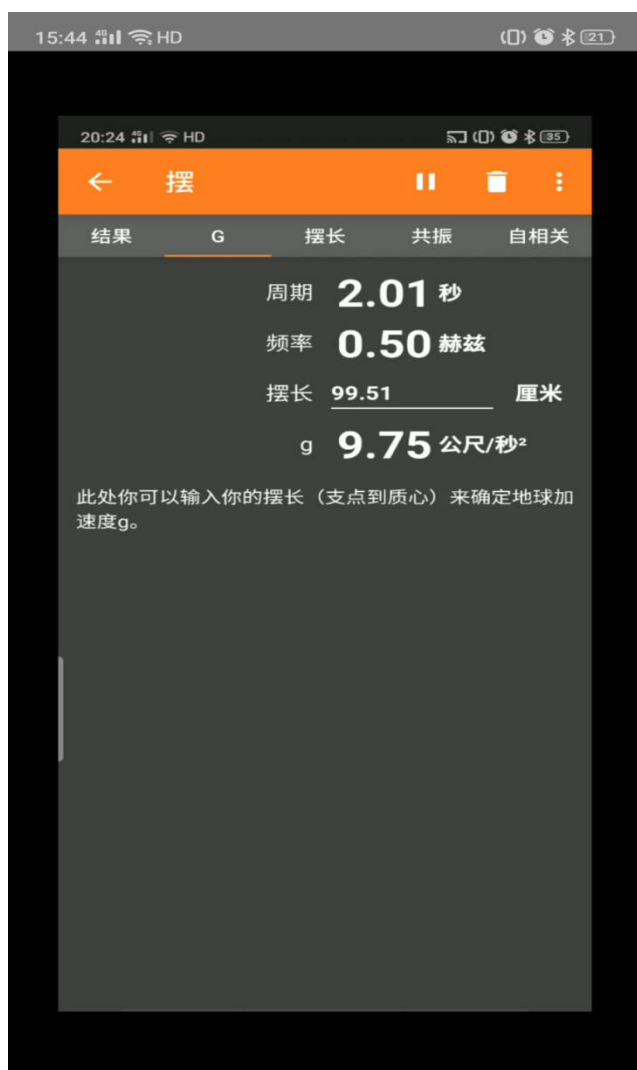 15:44 4G HD 21
20:24 4G HD 35
摆
结果 G 摆长 共振 自相关
周期 2.01 秒
频率 0.50 赫兹
摆长 99.51 厘米
g 9.75 公尺/秒²
此处你可以输入你的摆长（支点到质心）来确定地球加
速度g。